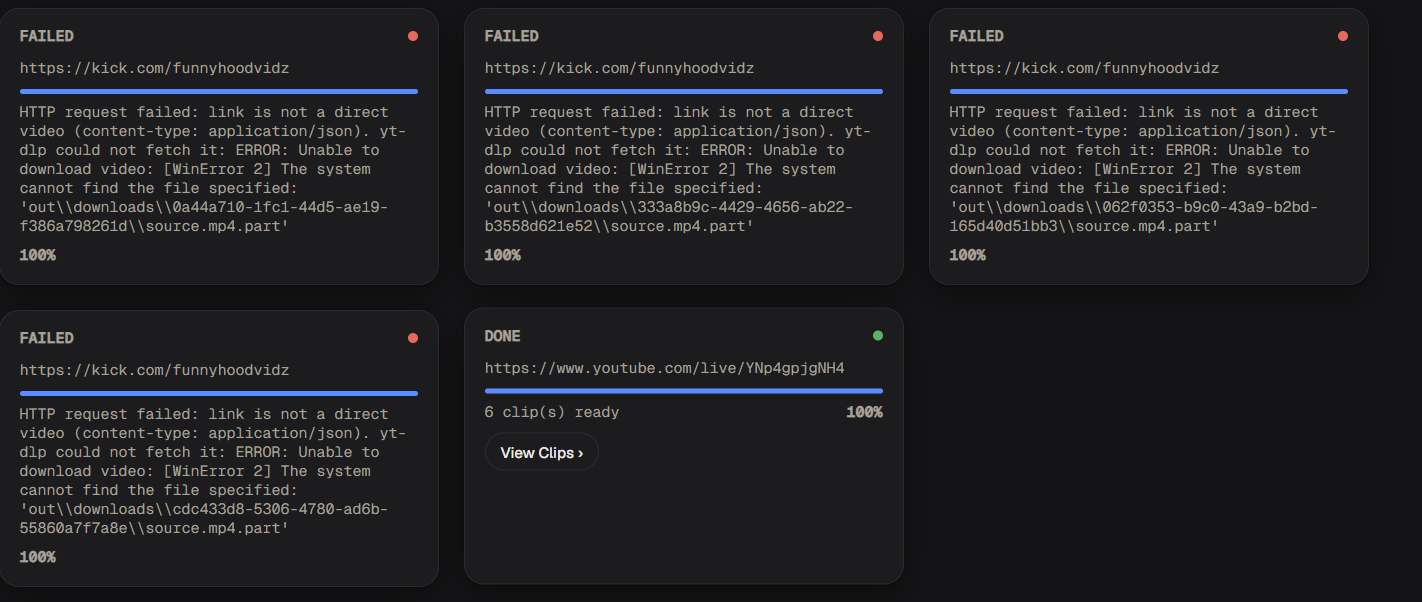 FAILED
https://kick.com/funnyhoodvidz
HTTP request failed: link is not a direct
video (content-type: application/json). yt-
dlp could not fetch it: ERROR: Unable to
download video: [WinError 2] The system
cannot find the file specified:
'out\\downloads\\0a44a710-1fc1-44d5-ae19-
f386a798261d\\source.mp4.part'
100%
FAILED
https://kick.com/funnyhoodvidz
HTTP request failed: link is not a direct
video (content-type: application/json). yt-
dlp could not fetch it: ERROR: Unable to
download video: [WinError 2] The system
cannot find the file specified:
'out\\downloads\\333a8b9c-4429-4656-ab22-
b3558d621e52\\source.mp4.part'
100%
FAILED
https://kick.com/funnyhoodvidz
HTTP request failed: link is not a direct
video (content-type: application/json). yt-
dlp could not fetch it: ERROR: Unable to
download video: [WinError 2] The system
cannot find the file specified:
'out\\downloads\\062f0353-b9c0-43a9-b2bd-
165d40d51bb3\\source.mp4.part'
100%
FAILED
https://kick.com/funnyhoodvidz
HTTP request failed: link is not a direct
video (content-type: application/json). yt-
dlp could not fetch it: ERROR: Unable to
download video: [WinError 2] The system
cannot find the file specified:
'out\\downloads\\cdc433d8-5306-4780-ad6b-
55860a7f7a8e\\source.mp4.part'
100%
DONE
https://www.youtube.com/live/YNp4gpjgNH4
6 clip(s) ready 100%
View Clips ›